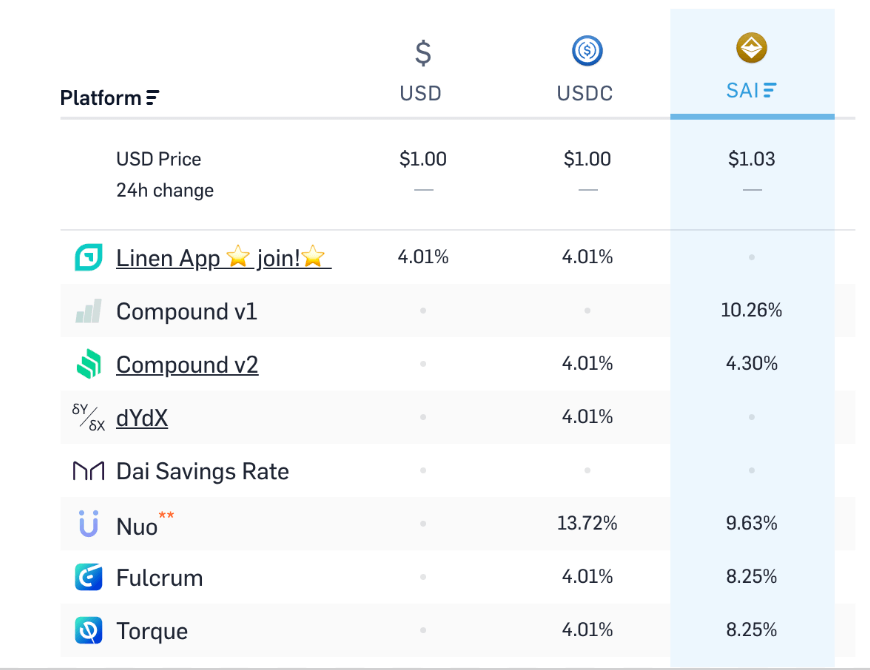 $
USD USDC SAI
Platform
USD Price $1.00 $1.00 $1.03
24h change — — —
Linen App ⭐ join!⭐ 4.01% 4.01% •
Compound v1 • • 10.26%
Compound v2 • 4.01% 4.30%
δY/δX dYdX • 4.01% •
Dai Savings Rate • • •
Nuo** • 13.72% 9.63%
Fulcrum • 4.01% 8.25%
Torque • 4.01% 8.25%